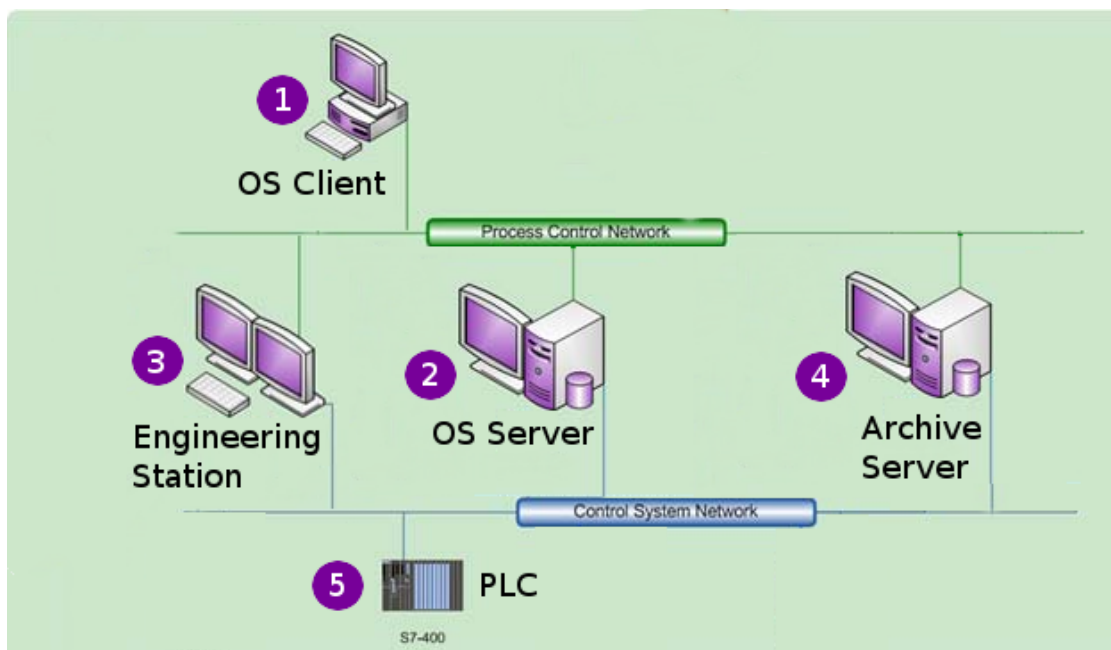 1
OS Client
Process Control Network
3
2
4
Engineering
Station
OS Server
Archive
Server
Control System Network
5
PLC
S7-400